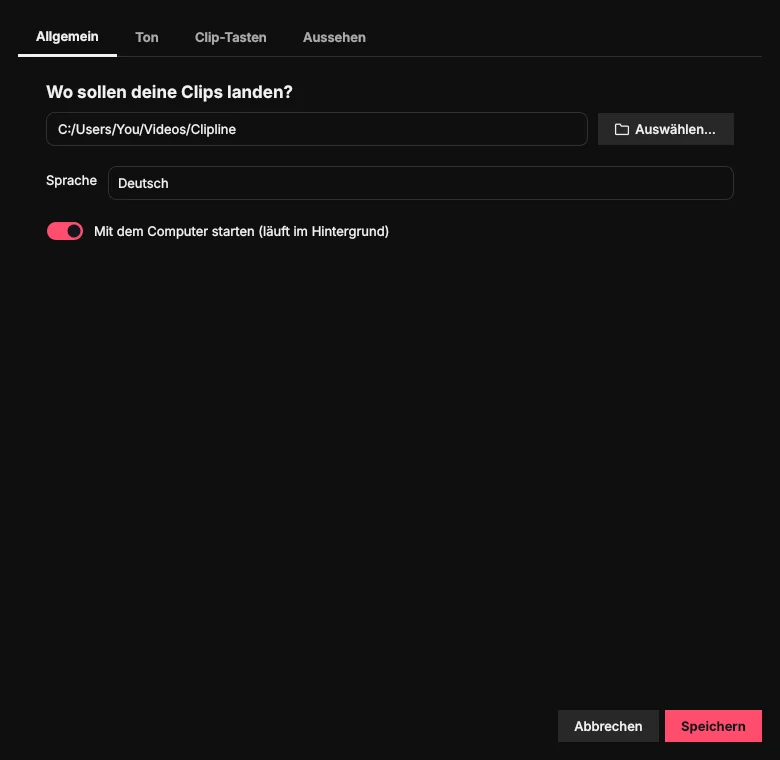 Allgemein Ton Clip-Tasten Aussehen
Wo sollen deine Clips landen?
C:/Users/You/Videos/Clipline Auswählen...
Sprache Deutsch
Mit dem Computer starten (läuft im Hintergrund)
Abbrechen Speichern